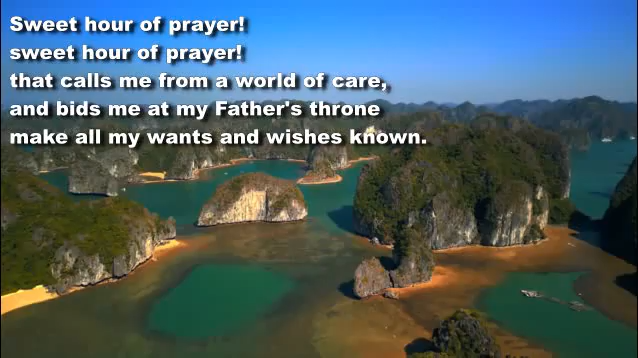 Sweet hour of prayer!
sweet hour of prayer!
that calls me from a world of care,
and bids me at my Father's throne
make all my wants and wishes known.